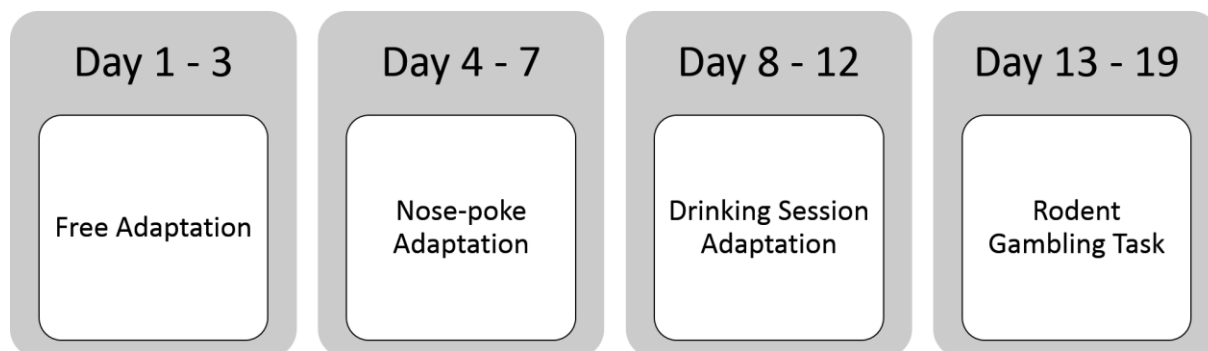 Day 1 - 3
Free Adaptation
Day 4 - 7
Nose-poke
Adaptation
Day 8 - 12
Drinking Session
Adaptation
Day 13 - 19
Rodent
Gambling Task